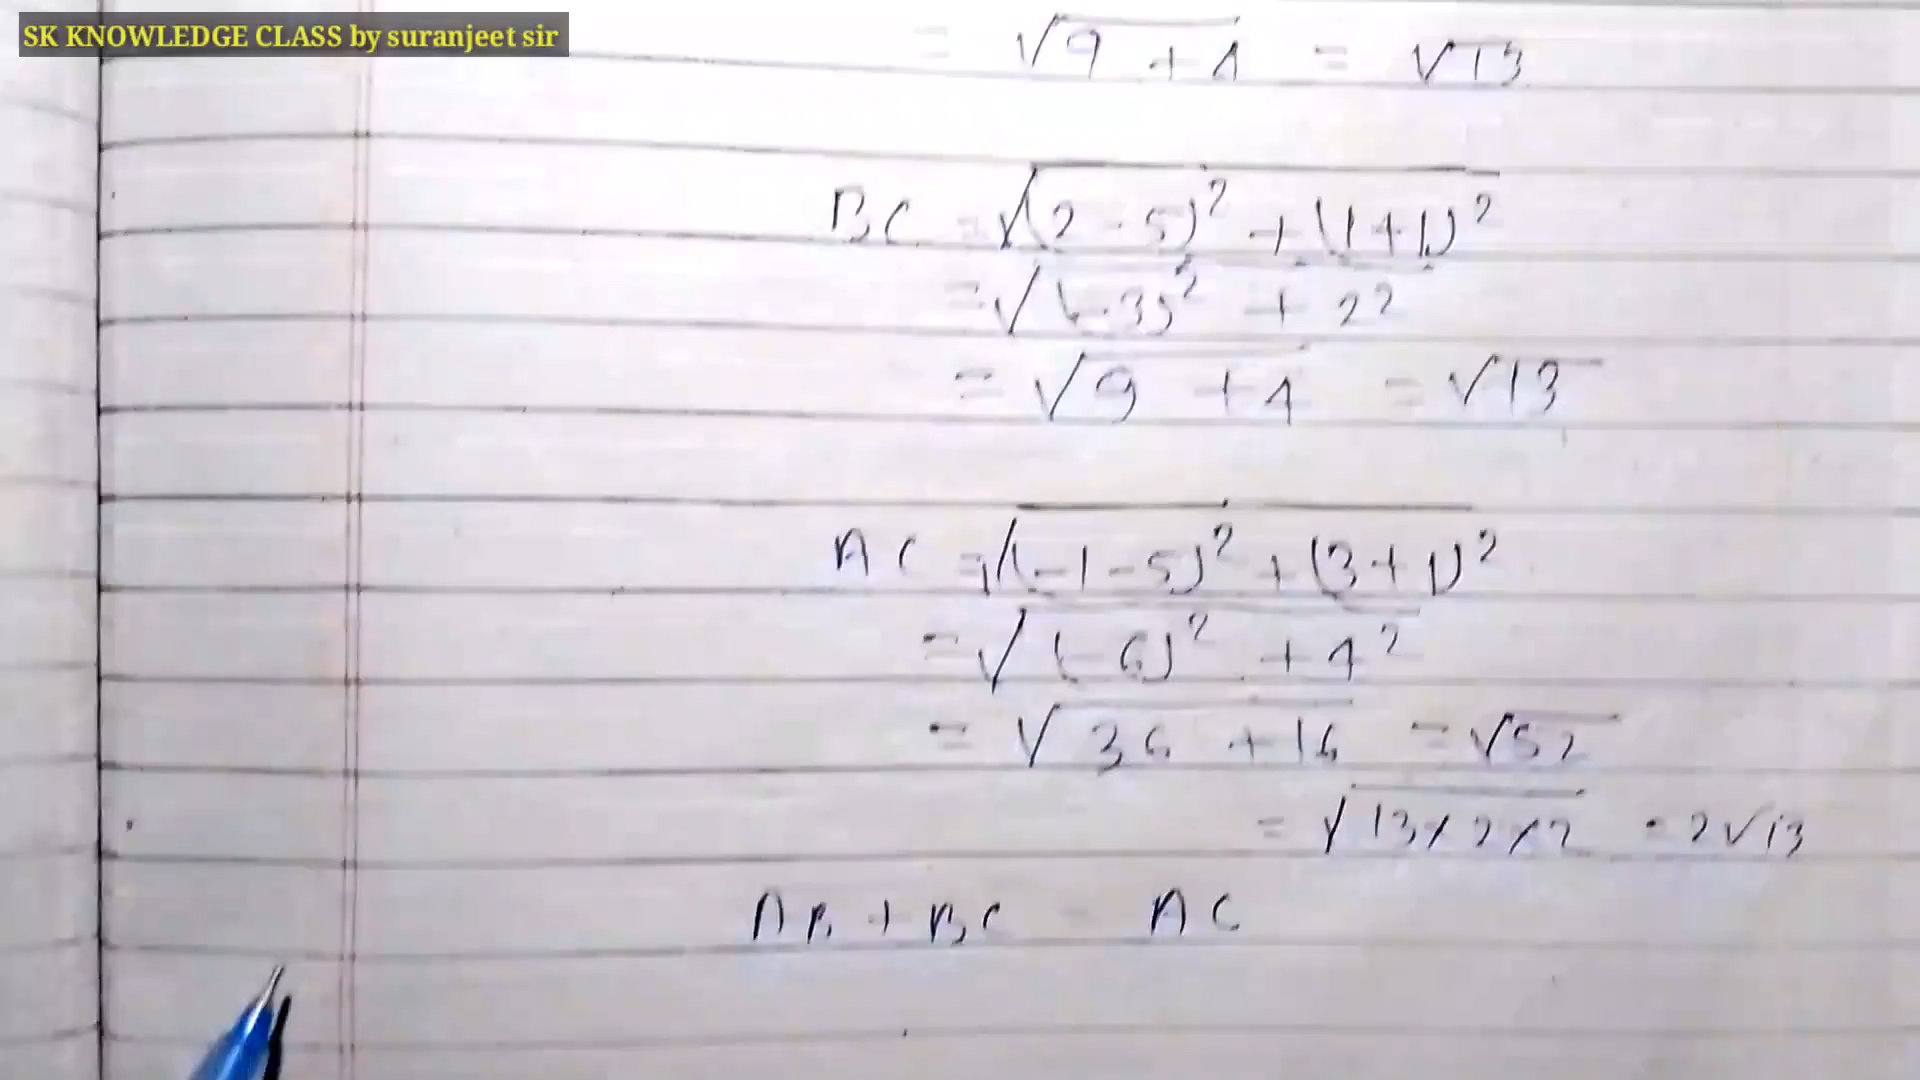 SK KNOWLEDGE CLASS by suranjeet sir
= √9 + 4 = √13
BC = √(2 - 5)² + (1+1)²
= √(-3)² + 2²
= √9 + 4 = √13
AC = √(-1-5)² + (3+1)²
= √(-6)² + 4²
= √36 + 16 = √52
= √13×2×2 = 2√13
AB + BC = AC